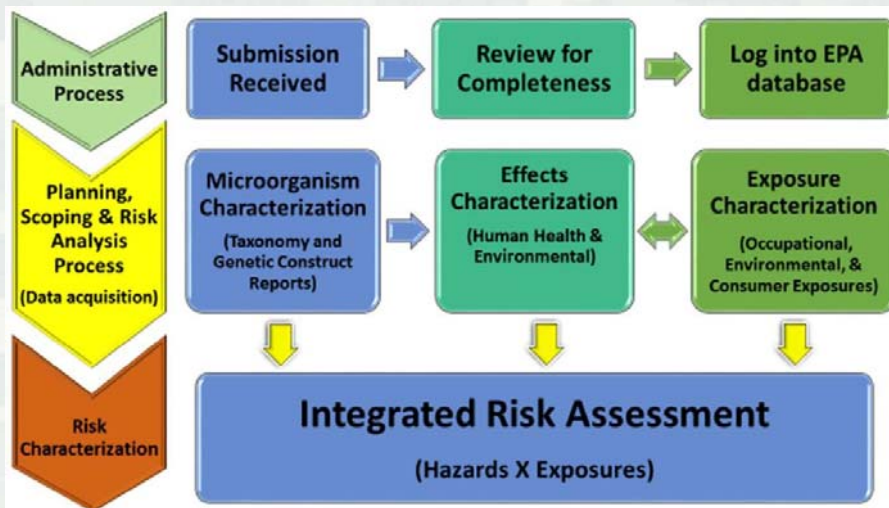 Administrative
Process
Submission
Received
Review for
Completeness
Log into EPA
database
Planning,
Scoping & Risk
Analysis
Process
(Data acquisition)
Microorganism
Characterization
(Taxonomy and
Genetic Construct
Reports)
Effects
Characterization
(Human Health &
Environmental)
Exposure
Characterization
(Occupational,
Environmental, &
Consumer Exposures)
Risk
Characterization
Integrated Risk Assessment
(Hazards X Exposures)